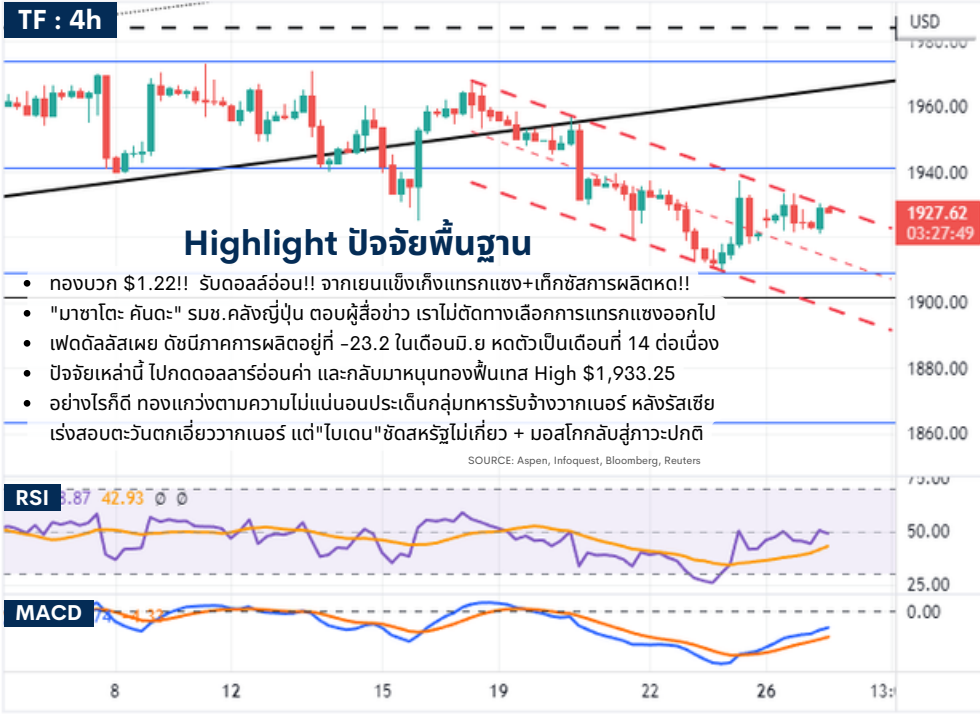 TF : 4h
USD
1980.00
1960.00
1940.00
1927.62
03:27:49
Highlight ปัจจัยพื้นฐาน
• ทองบวก $1.22!! รับดอลล์อ่อน!! จากเยนแข็งเก็งแทรกแซง+เท็กซัสการผลิตหด!!
• "มาซาโตะ คันดะ" รมช.คลังญี่ปุ่น ตอบผู้สื่อข่าว เราไม่ตัดทางเลือกการแทรกแซงออกไป
1900.00
• เฟดดัลลัสเผย ดัชนีภาคการผลิตอยู่ที่ -23.2 ในเดือนมิ.ย หดตัวเป็นเดือนที่ 14 ต่อเนื่อง
• ปัจจัยเหล่านี้ ไปกดดอลลาร์อ่อนค่า และกลับมาหนุนทองฟื้นเทส High $1,933.25
1880.00
• อย่างไรก็ดี ทองแกว่งตามความไม่แน่นอนประเด็นกลุ่มทหารรับจ้างวากเนอร์ หลังรัสเซีย
เร่งสอบตะวันตกเอี่ยววากเนอร์ แต่"ไบเดน"ชัดสหรัฐไม่เกี่ยว + มอสโกกลับสู่ภาวะปกติ
1860.00
SOURCE: Aspen, Infoquest, Bloomberg, Reuters
75.00
RSI 3.87 42.93 Ø Ø
50.00
25.00
MACD
0.00
8 12 15 19 22 26 13: